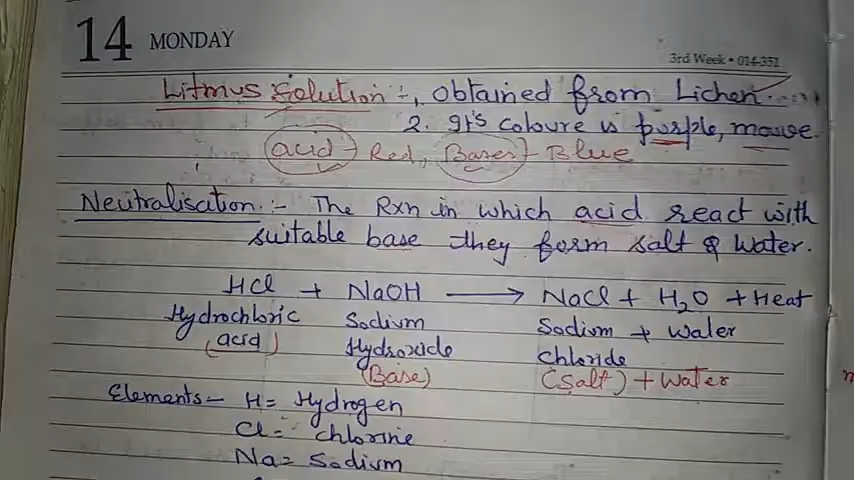 14 MONDAY
3rd Week • 014-351
Litmus solution :- 1, obtained from Lichen.
2. It's coloure is purple, mauve.
acid - Red, Bases - Blue
Neutralisation :- The Rxn in which acid react with
suitable base they form salt & water.
HCl + NaOH → NaCl + H₂O + Heat
Hydrochloric Sodium Sodium + Water
(acid) Hydroxide Chloride
(Base) (Salt) + Water
Elements - H = Hydrogen
Cl = Chlorine
Na = Sodium